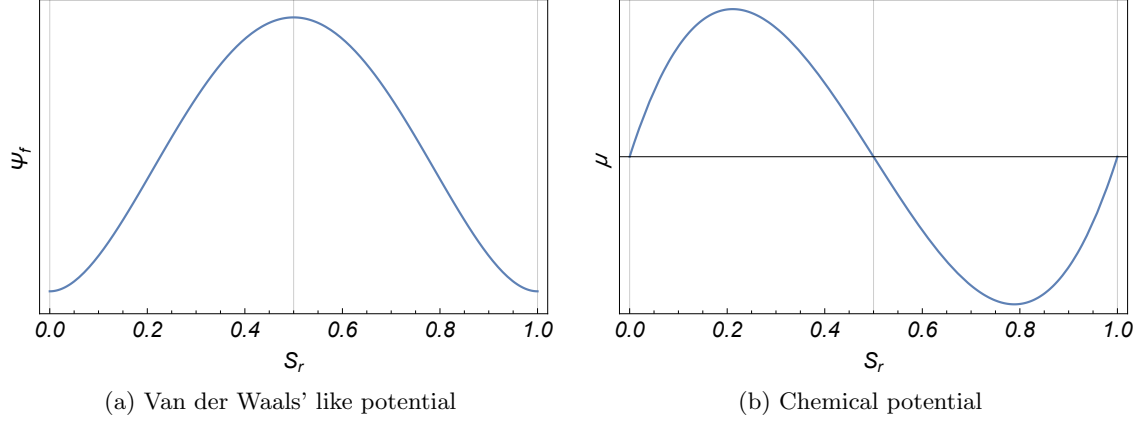 Ψf
0.0 0.2 0.4 0.6 0.8 1.0
Sr
(a) Van der Waals’ like potential
μ
0.0 0.2 0.4 0.6 0.8 1.0
Sr
(b) Chemical potential